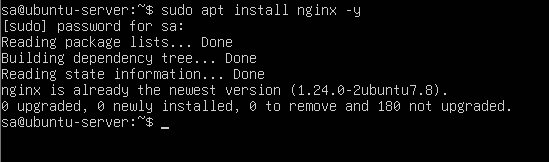 sa@ubuntu-server:~$ sudo apt install nginx -y
[sudo] password for sa:
Reading package lists... Done
Building dependency tree... Done
Reading state information... Done
nginx is already the newest version (1.24.0-2ubuntu7.8).
0 upgraded, 0 newly installed, 0 to remove and 180 not upgraded.
sa@ubuntu-server:~$ _